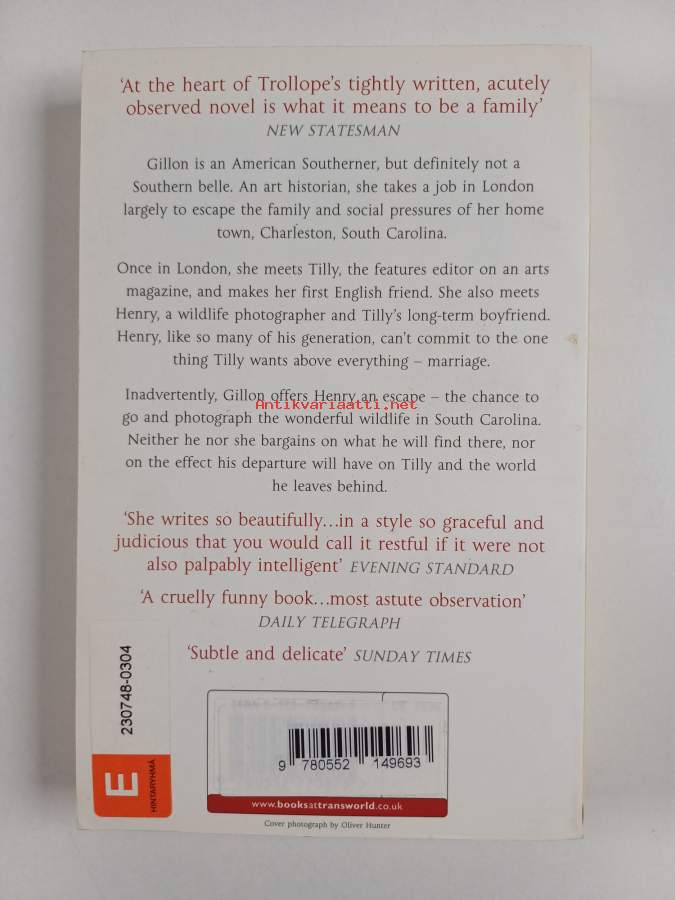 ‘At the heart of Trollope’s tightly written, acutely
observed novel is what it means to be a family’
NEW STATESMAN
Gillon is an American Southerner, but definitely not a
Southern belle. An art historian, she takes a job in London
largely to escape the family and social pressures of her home
town, Charleston, South Carolina.
Once in London, she meets Tilly, the features editor on an arts
magazine, and makes her first English friend. She also meets
Henry, a wildlife photographer and Tilly’s long-term boyfriend.
Henry, like so many of his generation, can’t commit to the one
thing Tilly wants above everything – marriage.
Inadvertently, Gillon offers Henry an escape – the chance to
Antikvariaatti.net
go and photograph the wonderful wildlife in South Carolina.
Neither he nor she bargains on what he will find there, nor
on the effect his departure will have on Tilly and the world
he leaves behind.
‘She writes so beautifully...in a style so graceful and
judicious that you would call it restful if it were not
also palpably intelligent’ EVENING STANDARD
‘A cruelly funny book...most astute observation’
DAILY TELEGRAPH
‘Subtle and delicate’ SUNDAY TIMES
230748-0304
E
HINTARYHMÄ
9 780552 149693
www.booksattransworld.co.uk
Cover photograph by Oliver Hunter